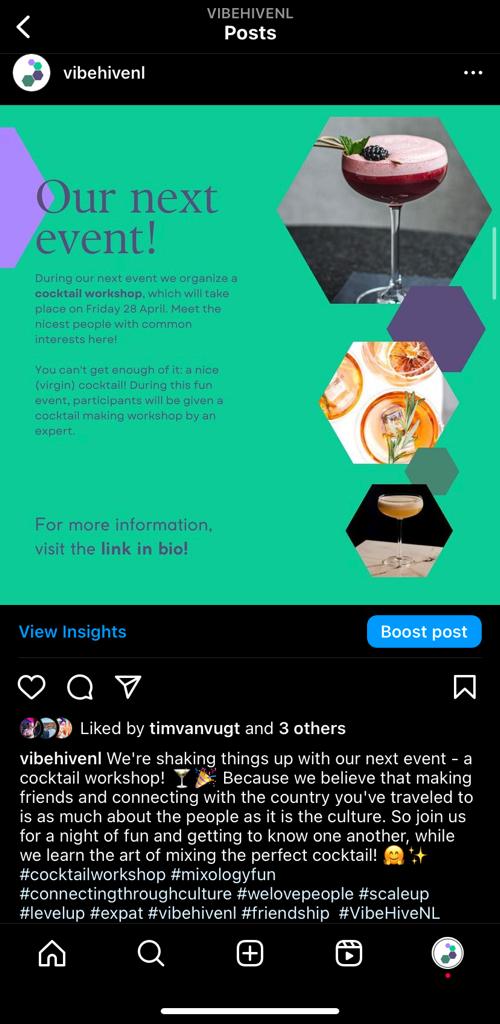 VIBEHIVENL
Posts
vibehivenl
Our next
event!
During our next event we organize a
cocktail workshop, which will take
place on Friday 28 April. Meet the
nicest people with common
interests here!
You can't get enough of it: a nice
(virgin) cocktail! During this fun
event, participants will be given a
cocktail making workshop by an
expert.
For more information,
visit the link in bio!
View Insights
Boost post
Liked by timvanvugt and 3 others
vibehivenl We're shaking things up with our next event - a
cocktail workshop! 🍸🎉 Because we believe that making
friends and connecting with the country you've traveled to
is as much about the people as it is the culture. So join us
for a night of fun and getting to know one another, while
we learn the art of mixing the perfect cocktail! 🤗✨
#cocktailworkshop #mixologyfun
#connectingthroughculture #welovepeople #scaleup
#levelup #expat #vibehivenl #friendship #VibeHiveNL